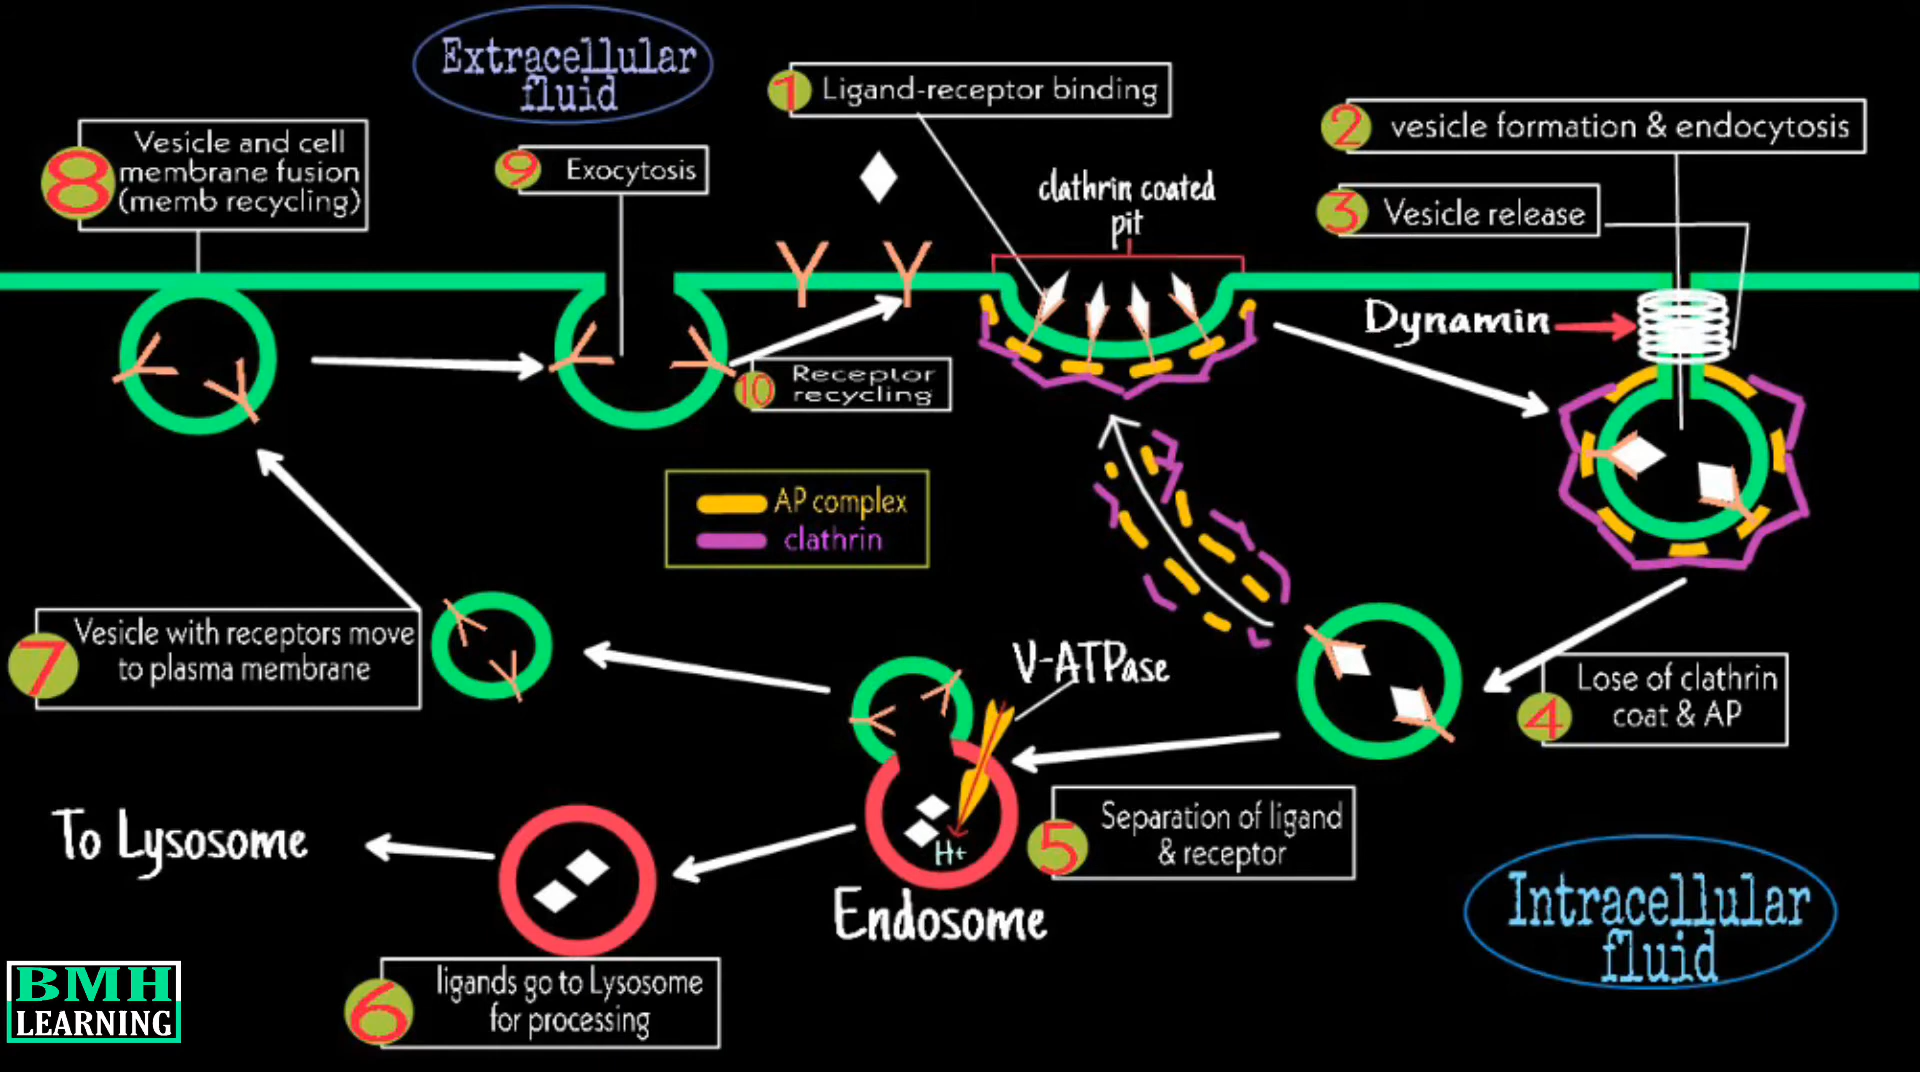 Extracellular
fluid
1 Ligand-receptor binding
2 vesicle formation & endocytosis
8 Vesicle and cell
membrane fusion
(memb recycling)
9 Exocytosis
clathrin coated
pit
3 Vesicle release
Dynamin
10 Receptor
recycling
AP complex
clathrin
7 Vesicle with receptors move
to plasma membrane
V-ATPase
4 Lose of clathrin
coat & AP
To Lysosome
H+
5 Separation of ligand
& receptor
Endosome
Intracellular
fluid
6 ligands go to Lysosome
for processing
BMH
LEARNING